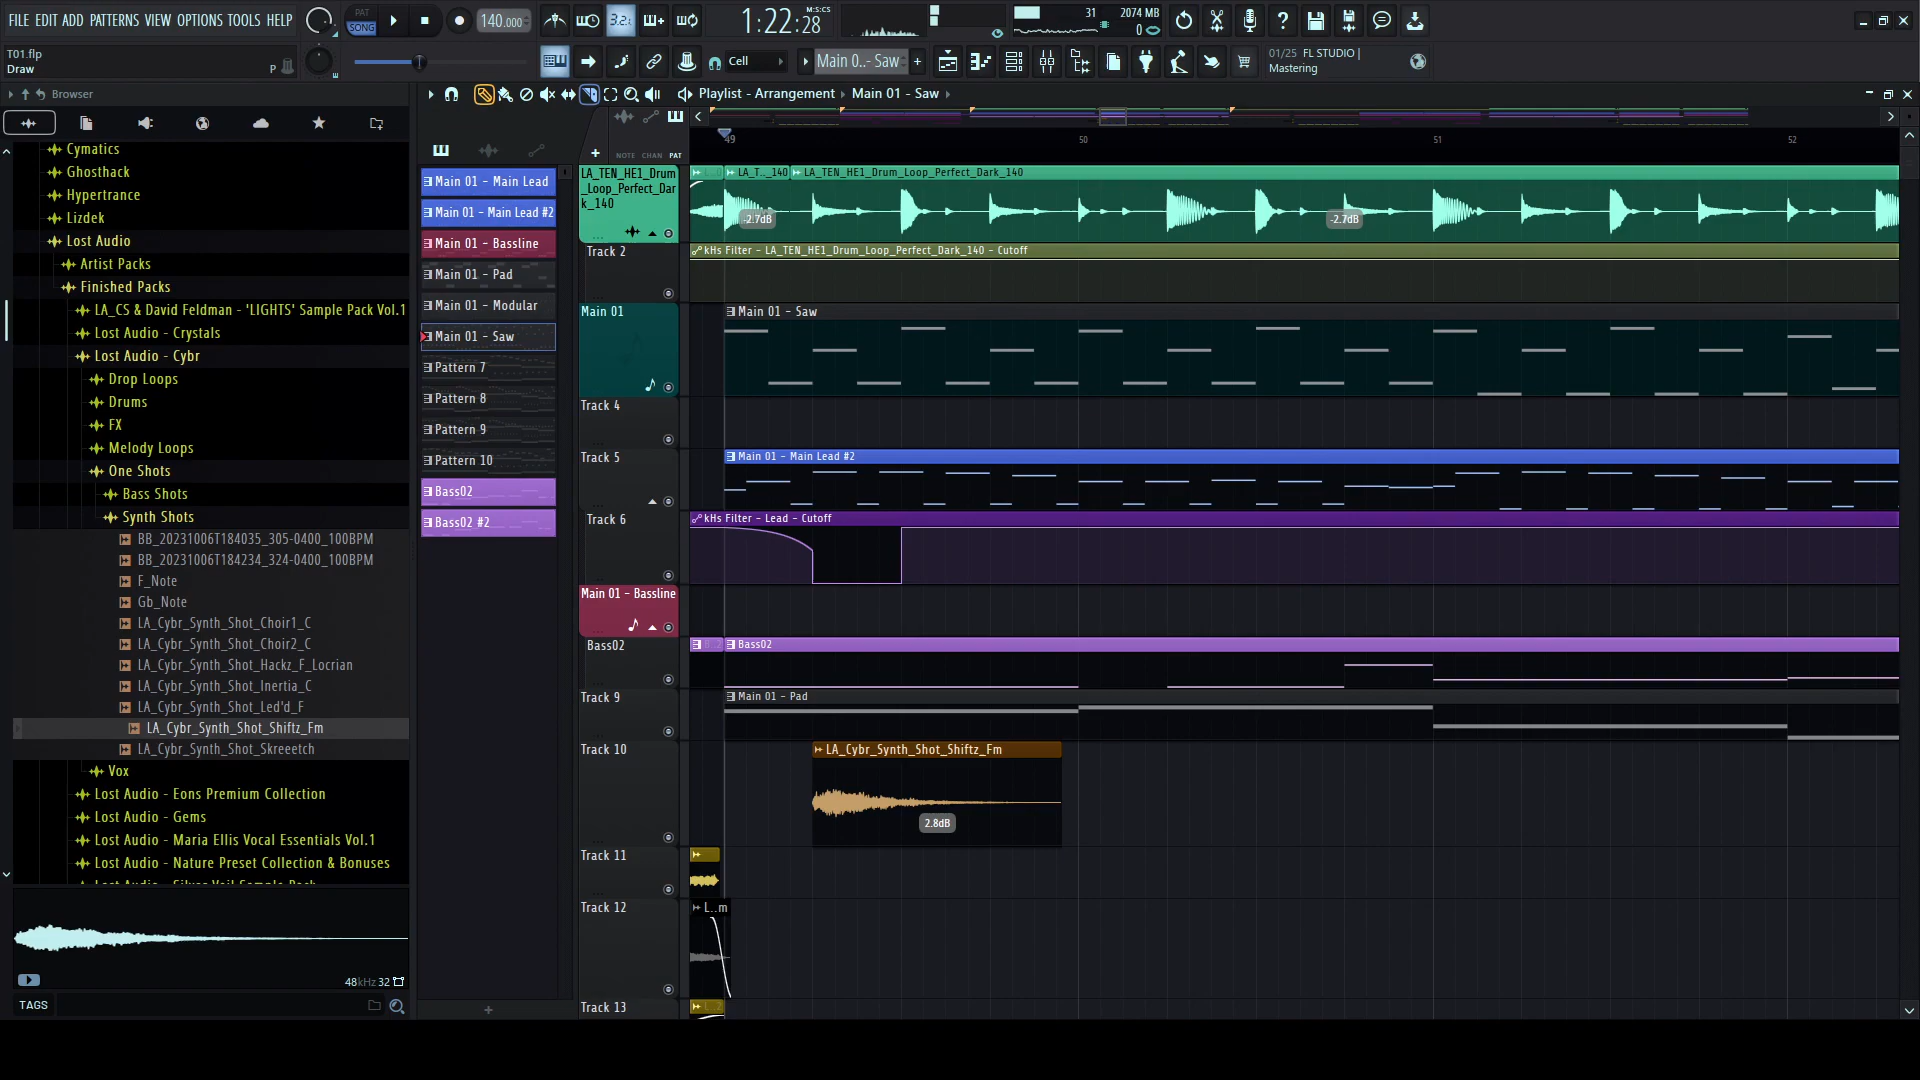 FILE EDIT ADD PATTERNS VIEW OPTIONS TOOLS HELP
PAT
SONG
140.000
3.2.
1:22:28
M:S:CS
31
2074 MB
0
T01.flp
Draw
P
Cell
Main 0..- Saw
+
01/25 FL STUDIO |
Mastering
Browser
Playlist - Arrangement › Main 01 - Saw ›
Cymatics
Ghosthack
Hypertrance
Lizdek
Lost Audio
Artist Packs
Finished Packs
LA_CS & David Feldman - 'LIGHTS' Sample Pack Vol.1
Lost Audio - Crystals
Lost Audio - Cybr
Drop Loops
Drums
FX
Melody Loops
One Shots
Bass Shots
Synth Shots
BB_20231006T184035_305-0400_100BPM
BB_20231006T184234_324-0400_100BPM
F_Note
Gb_Note
LA_Cybr_Synth_Shot_Choir1_C
LA_Cybr_Synth_Shot_Choir2_C
LA_Cybr_Synth_Shot_Hackz_F_Locrian
LA_Cybr_Synth_Shot_Inertia_C
LA_Cybr_Synth_Shot_Led'd_F
LA_Cybr_Synth_Shot_Shiftz_Fm
LA_Cybr_Synth_Shot_Skreeetch
Vox
Lost Audio - Eons Premium Collection
Lost Audio - Gems
Lost Audio - Maria Ellis Vocal Essentials Vol.1
Lost Audio - Nature Preset Collection & Bonuses
48kHz 32
TAGS
Main 01 - Main Lead
Main 01 - Main Lead #2
Main 01 - Bassline
Main 01 - Pad
Main 01 - Modular
Main 01 - Saw
Pattern 7
Pattern 8
Pattern 9
Pattern 10
Bass02
Bass02 #2
+
+
NOTE CHAN PAT
49
50
51
52
LA_TEN_HE1_Drum
_Loop_Perfect_Dar
k_140
LA_T.._140
LA_TEN_HE1_Drum_Loop_Perfect_Dark_140
-2.7dB
-2.7dB
Track 2
kHs Filter - LA_TEN_HE1_Drum_Loop_Perfect_Dark_140 - Cutoff
Main 01
Main 01 - Saw
Track 4
Track 5
Main 01 - Main Lead #2
Track 6
kHs Filter - Lead - Cutoff
Main 01 - Bassline
Bass02
Bass02
Track 9
Main 01 - Pad
Track 10
LA_Cybr_Synth_Shot_Shiftz_Fm
2.8dB
Track 11
Track 12
L..m
Track 13